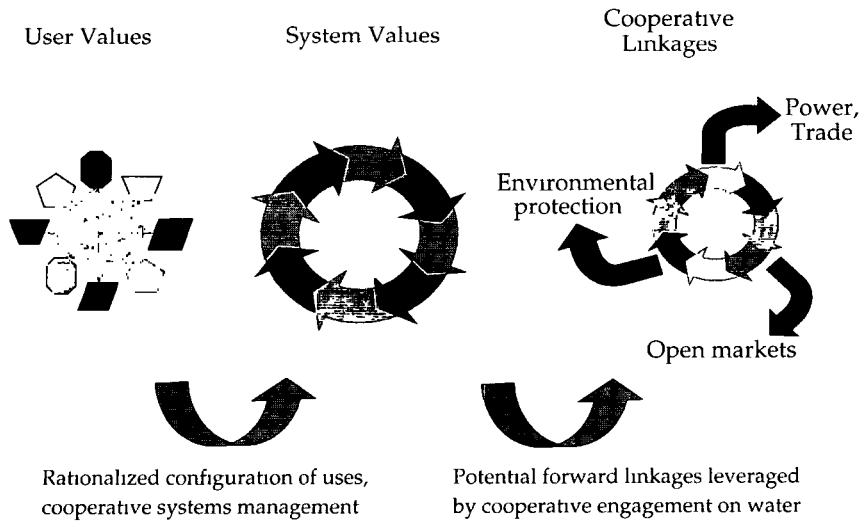 User Values
System Values
Cooperative
Linkages
Power,
Trade
Environmental
protection
Open markets
Rationalized configuration of uses,
cooperative systems management
Potential forward linkages leveraged
by cooperative engagement on water